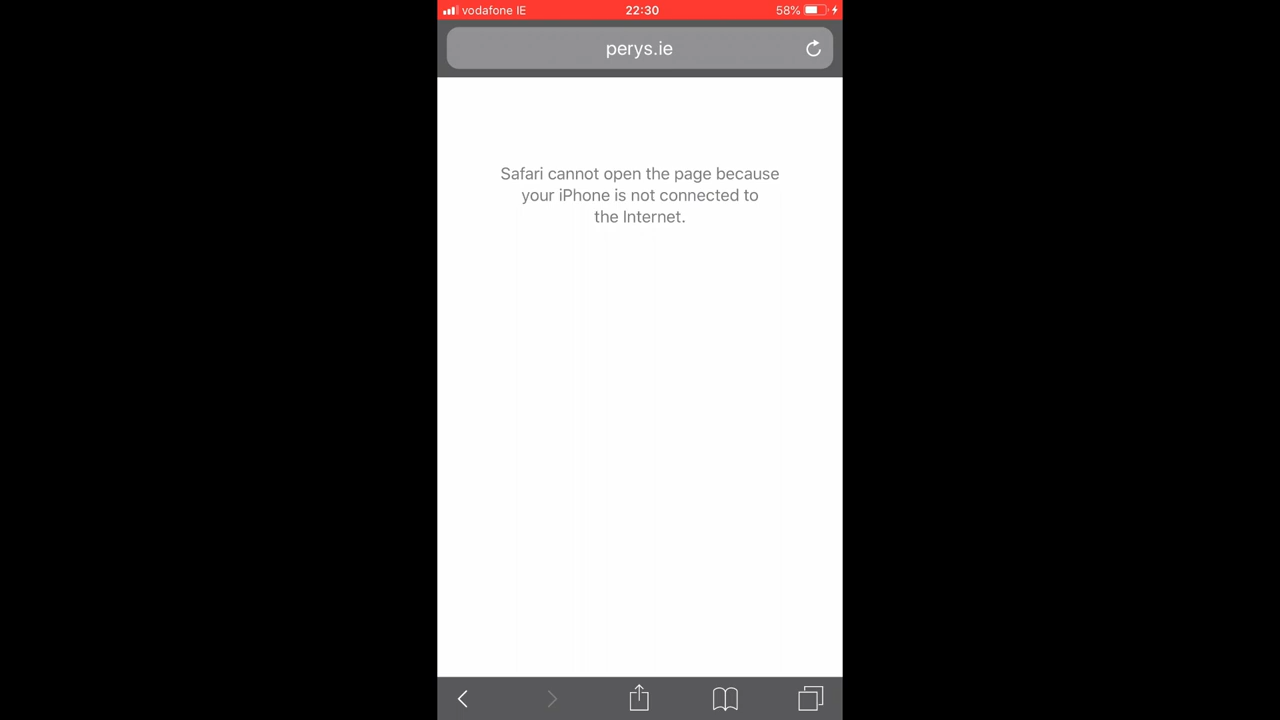 vodafone IE 22:30 58%
perys.ie
Safari cannot open the page because
your iPhone is not connected to
the Internet.